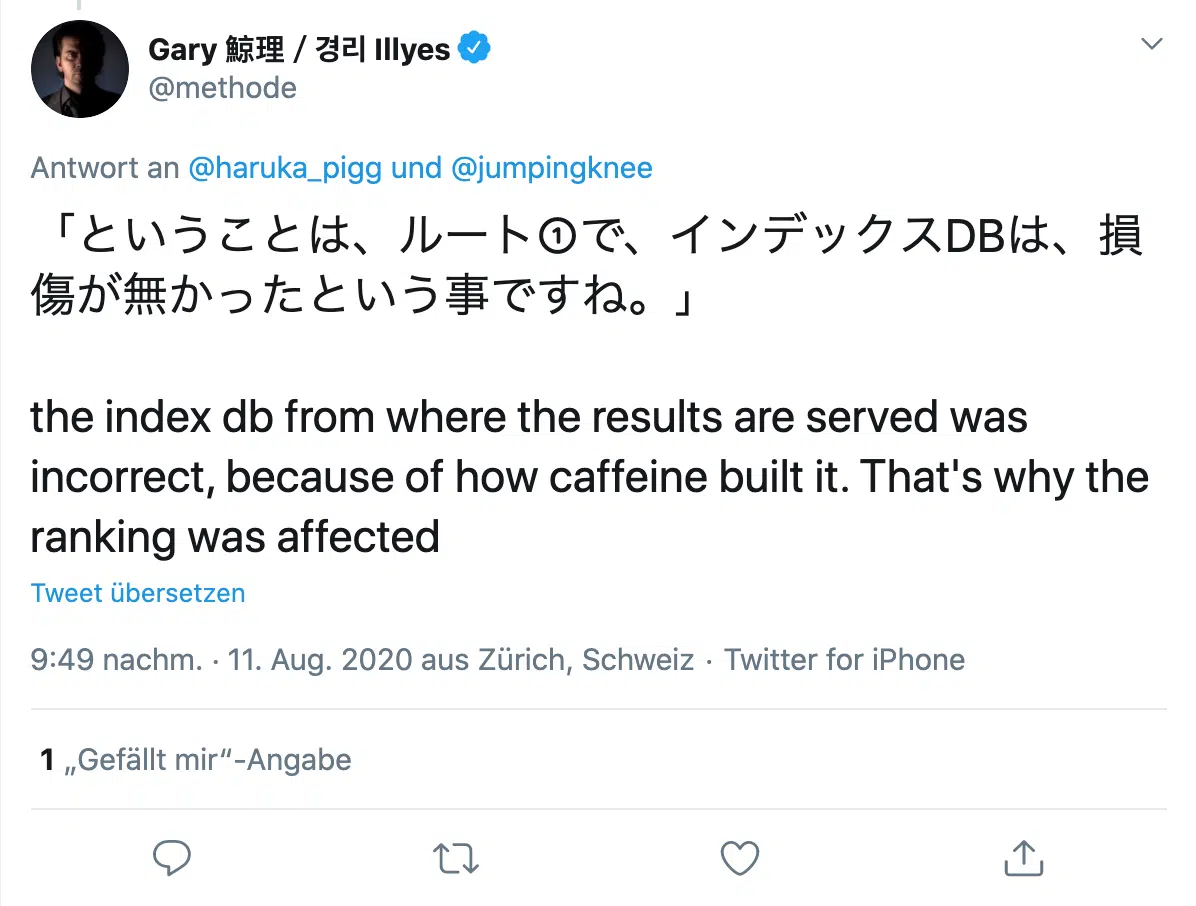 Gary 鯨理 / 경리 Illyes
@methode
Antwort an @haruka_pigg und @jumpingknee
「ということは、ルート①で、インデックスDBは、損
傷が無かったという事ですね。」
the index db from where the results are served was
incorrect, because of how caffeine built it. That's why the
ranking was affected
Tweet übersetzen
9:49 nachm. · 11. Aug. 2020 aus Zürich, Schweiz · Twitter for iPhone
1 „Gefällt mir“-Angabe